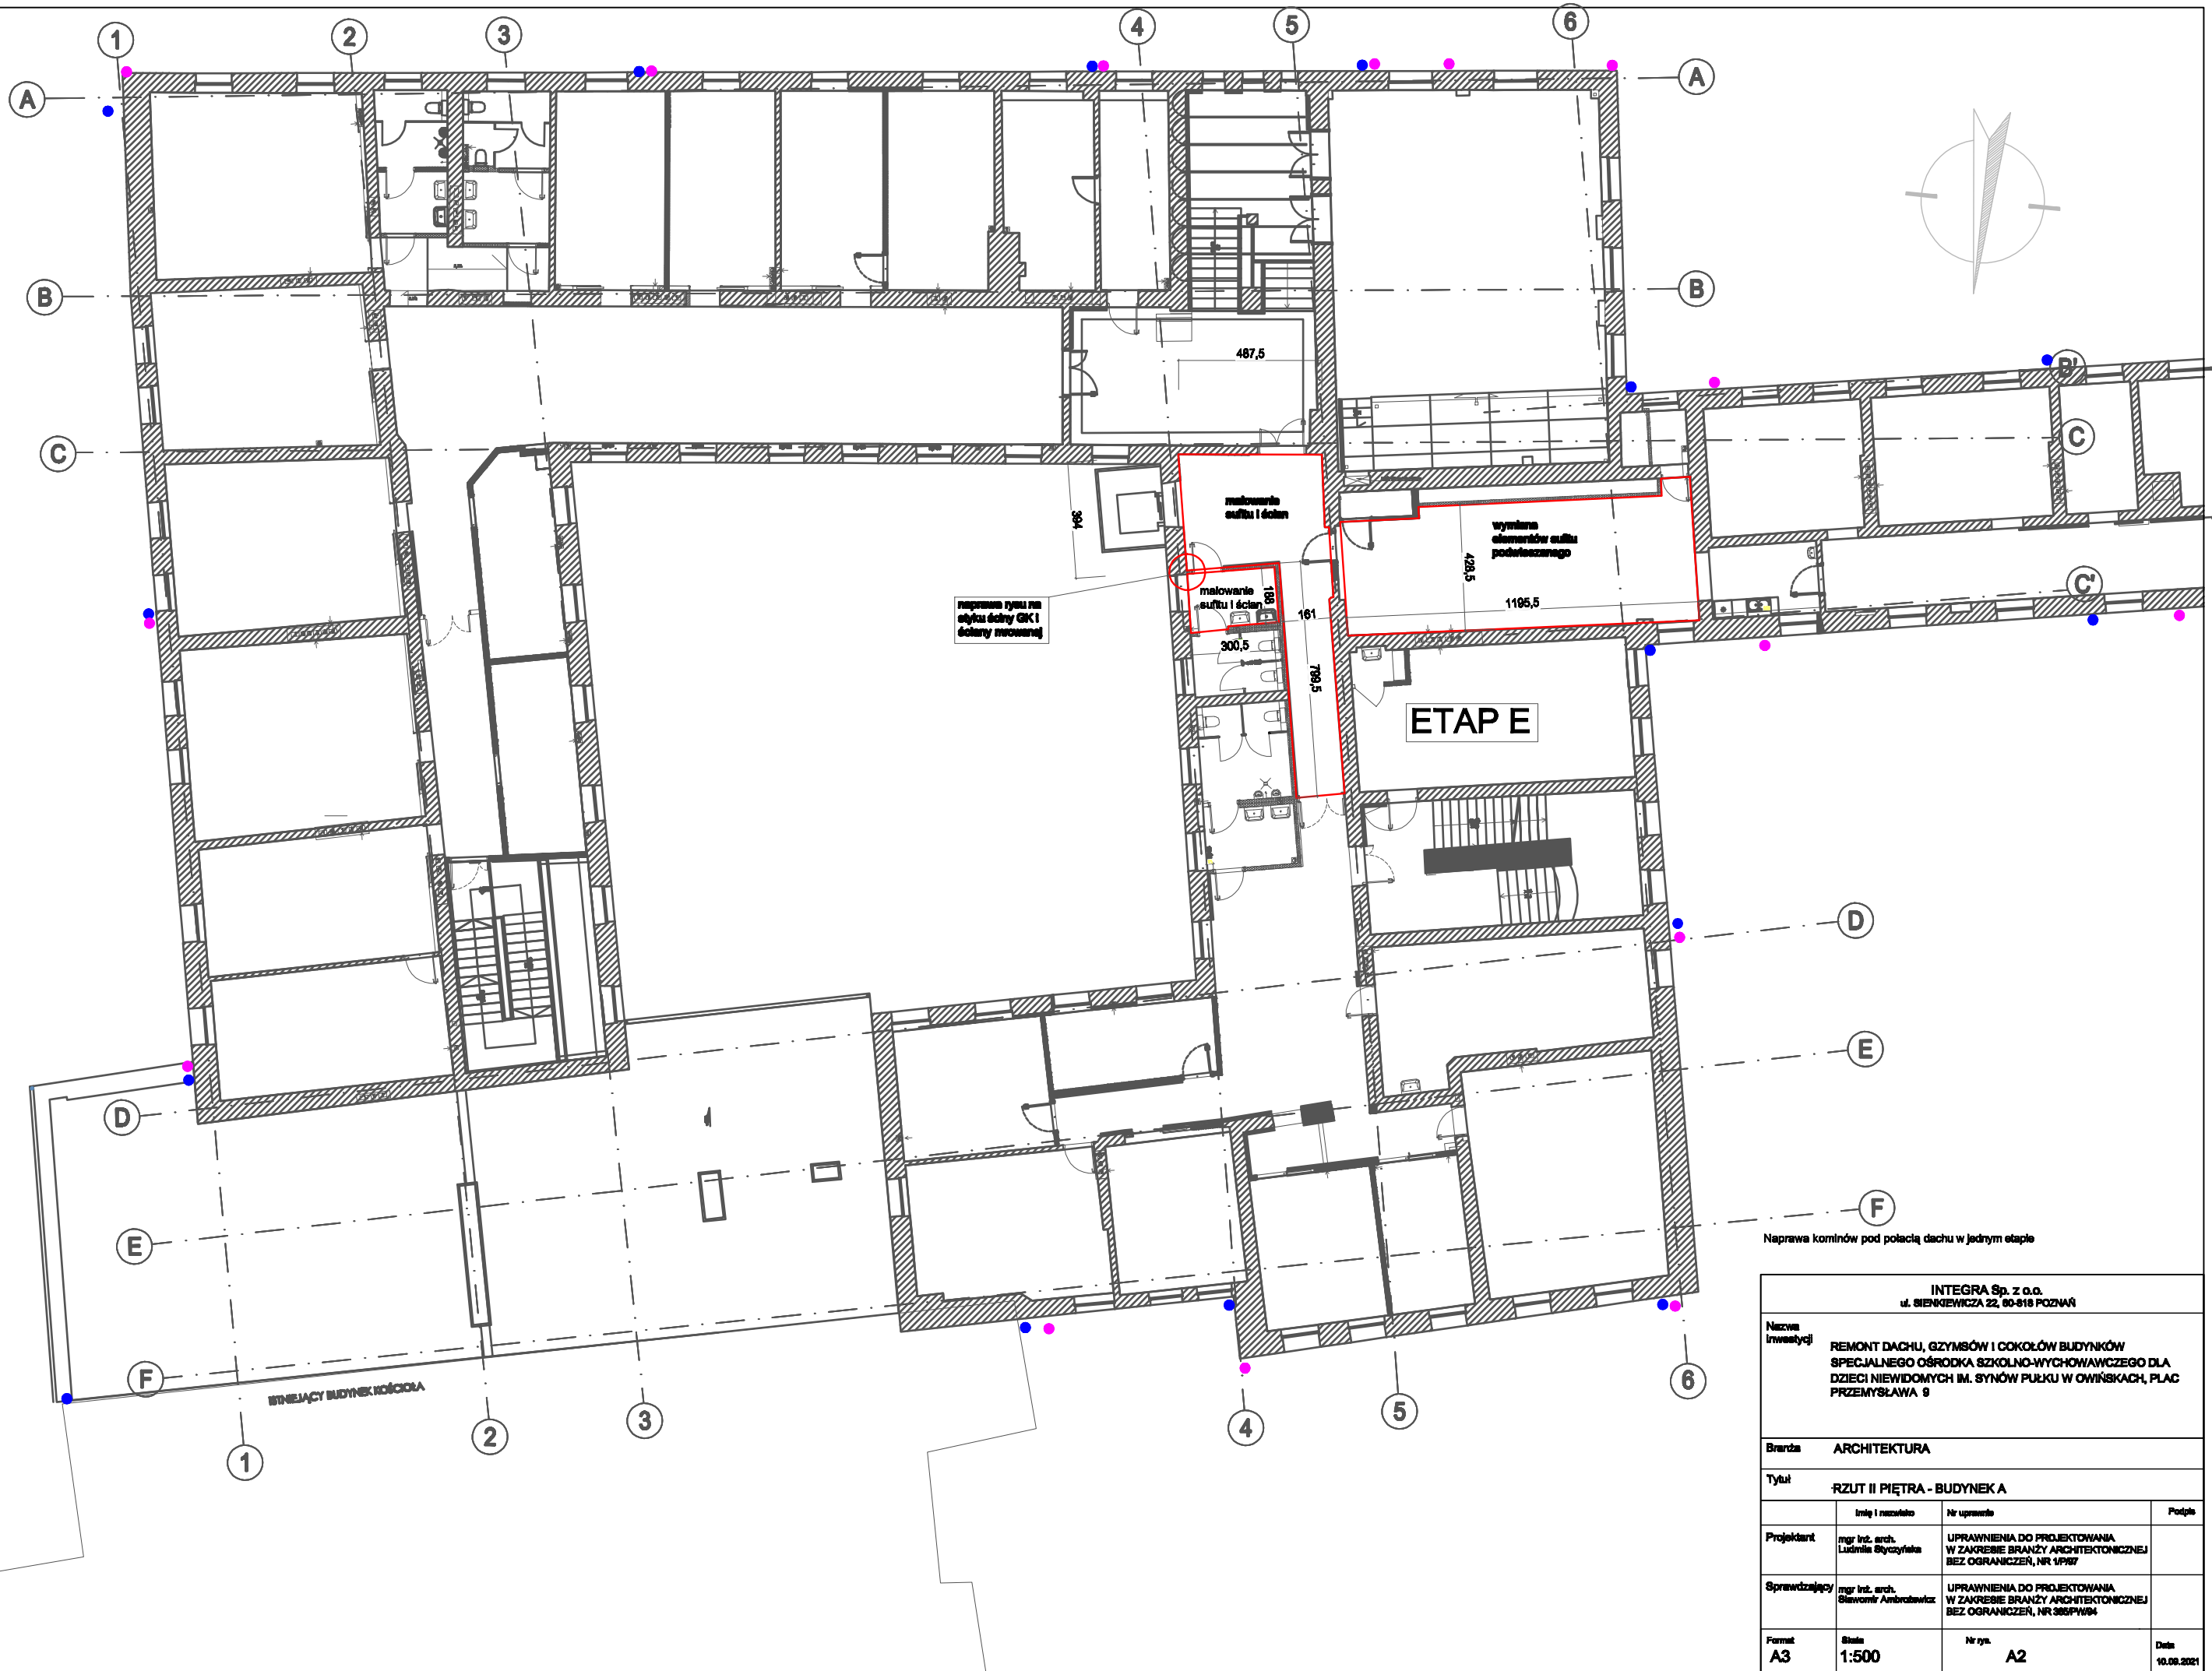 1
2
3
4
5
6
A
A
B
B
487,5
B'
C
C
394
malowanie
sufitu i ścian
wymiana
elementów sufitu
podwieszanego
428,5
1195,5
C'
naprawa rysu na
styku ściny GK i
ściany murowanej
malowanie
sufitu i ścian
188
161
300,5
799,5
ETAP E
D
E
D
E
F
F
ISTNIEJĄCY BUDYNEK KOŚCIOŁA
1
2
3
4
5
6
Naprawa kominów pod połacią dachu w jednym etapie
INTEGRA Sp. z o.o.
ul. SIENKIEWICZA 22, 60-818 POZNAŃ
Nazwa
inwestycji
REMONT DACHU, GZYMSÓW I COKOŁÓW BUDYNKÓW
SPECJALNEGO OŚRODKA SZKOLNO-WYCHOWAWCZEGO DLA
DZIECI NIEWIDOMYCH IM. SYNÓW PUŁKU W OWIŃSKACH, PLAC
PRZEMYSŁAWA 9
Branża ARCHITEKTURA
Tytuł
RZUT II PIĘTRA - BUDYNEK A
Imię i nazwisko Nr uprawnie Podpis
Projektant mgr inż. arch.
Ludmiła Styczyńska
UPRAWNIENIA DO PROJEKTOWANIA
W ZAKRESIE BRANŻY ARCHITEKTONICZNEJ
BEZ OGRANICZEŃ, NR 1/P/97
Sprawdzający mgr inż. arch.
Sławomir Ambrożewicz
UPRAWNIENIA DO PROJEKTOWANIA
W ZAKRESIE BRANŻY ARCHITEKTONICZNEJ
BEZ OGRANICZEŃ, NR 365/PW/94
Format
A3
Skala
1:500
Nr rys.
A2
Data
10.09.2021